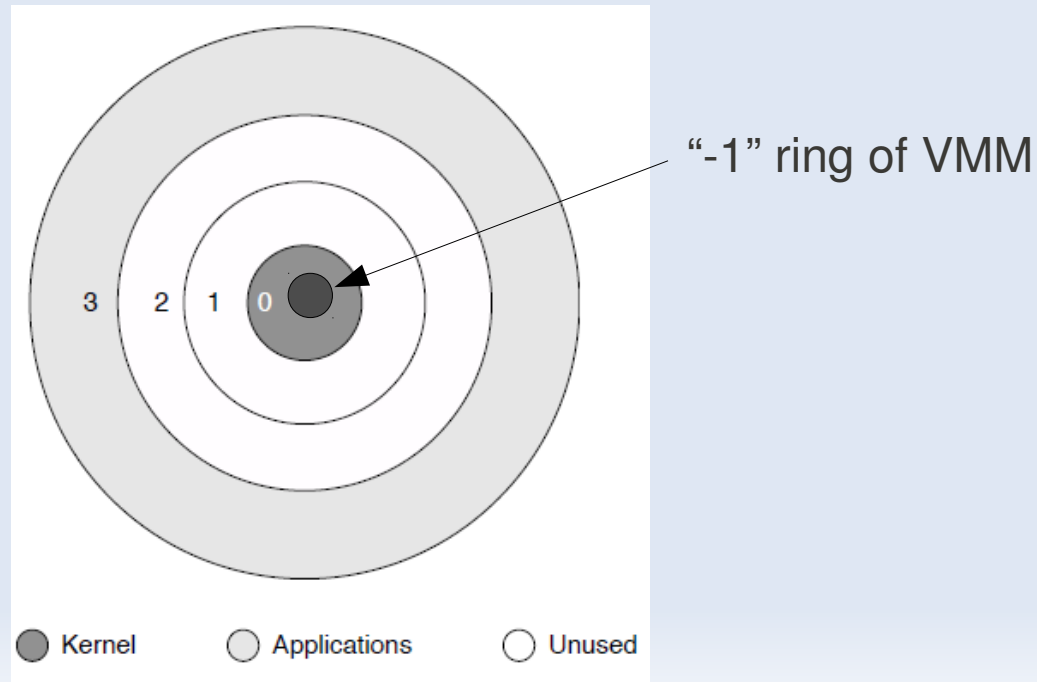 “-1” ring of VMM
3 2 1 0
Kernel Applications Unused